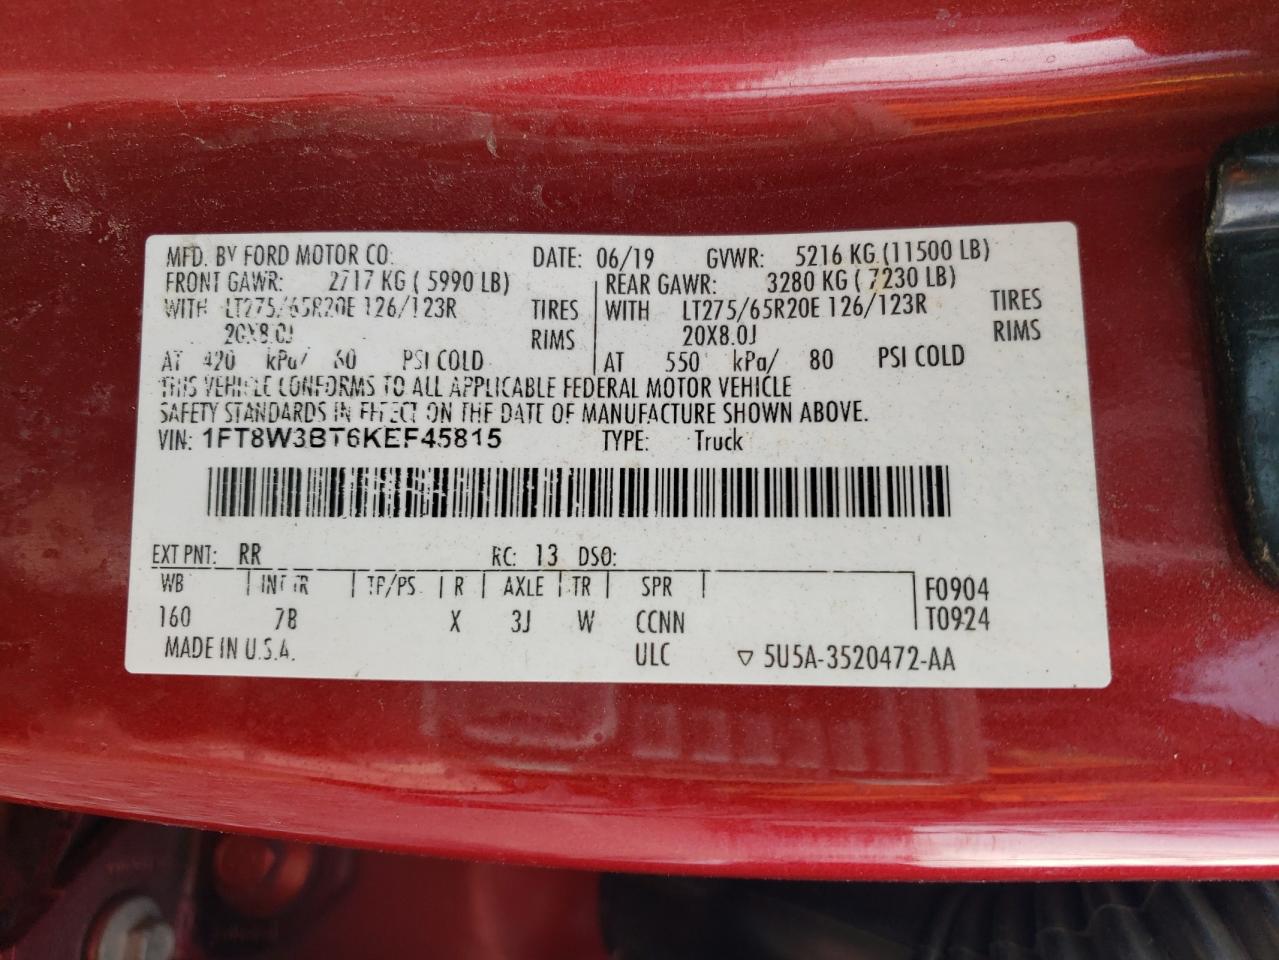 MFD. BY FORD MOTOR CO. DATE: 06/19 GVWR: 5216 KG (11500 LB)
FRONT GAWR: 2717 KG ( 5990 LB) REAR GAWR: 3280 KG ( 7230 LB)
WITH LT275/65R20E 126/123R TIRES WITH LT275/65R20E 126/123R TIRES
20X8.0J RIMS 20X8.0J RIMS
AT 420 kPa/ 60 PSI COLD AT 550 kPa/ 80 PSI COLD
THIS VEHICLE CONFORMS TO ALL APPLICABLE FEDERAL MOTOR VEHICLE
SAFETY STANDARDS IN EFFECT ON THE DATE OF MANUFACTURE SHOWN ABOVE.
VIN: 1FT8W3BT6KEF45815 TYPE: Truck
EXT PNT: RR RC: 13 DSO:
WB INT TR TP/PS R AXLE TR SPR F0904
160 7B X 3J W CCNN T0924
MADE IN U.S.A. ULC ▽ 5U5A-3520472-AA